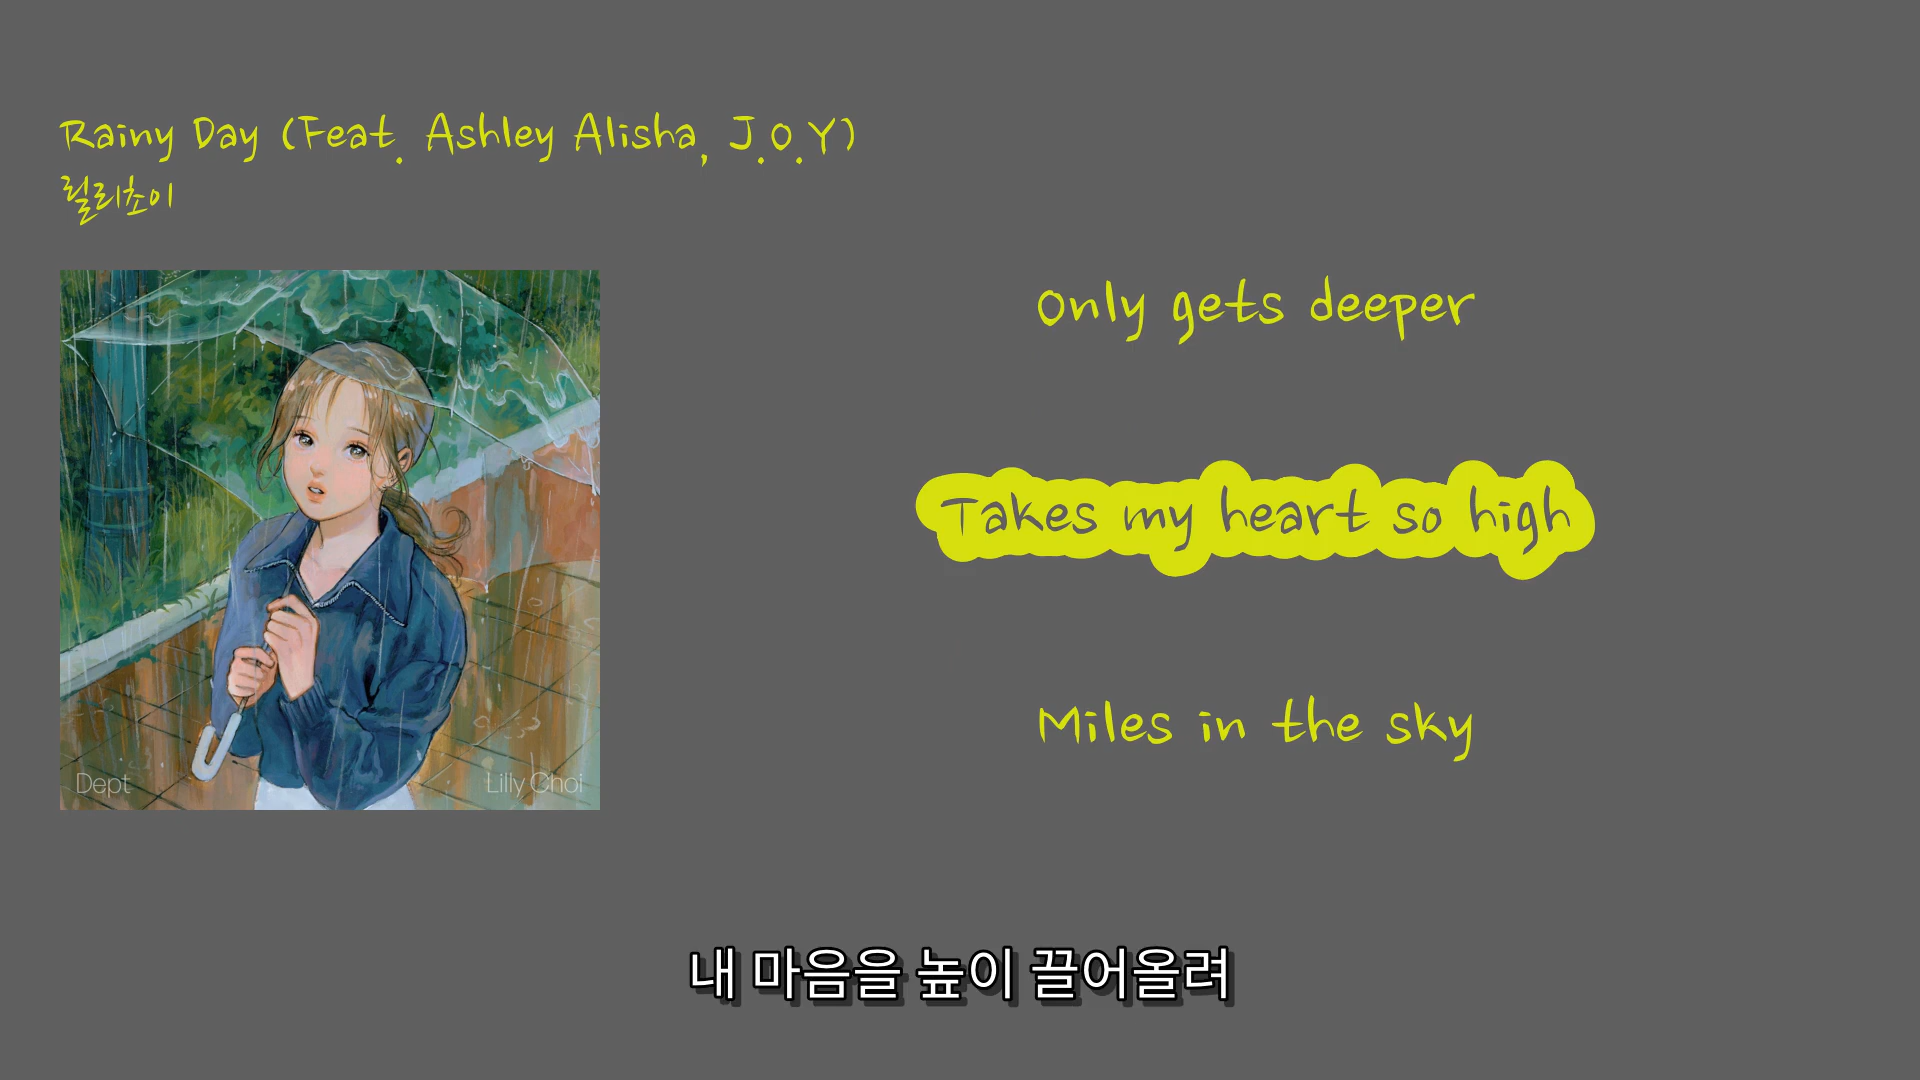 Rainy Day (Feat. Ashley Alisha, J.O.Y)
릴리초이
Only gets deeper
Takes my heart so high
Miles in the sky
Dept
Lilly Choi
내 마음을 높이 끌어올려